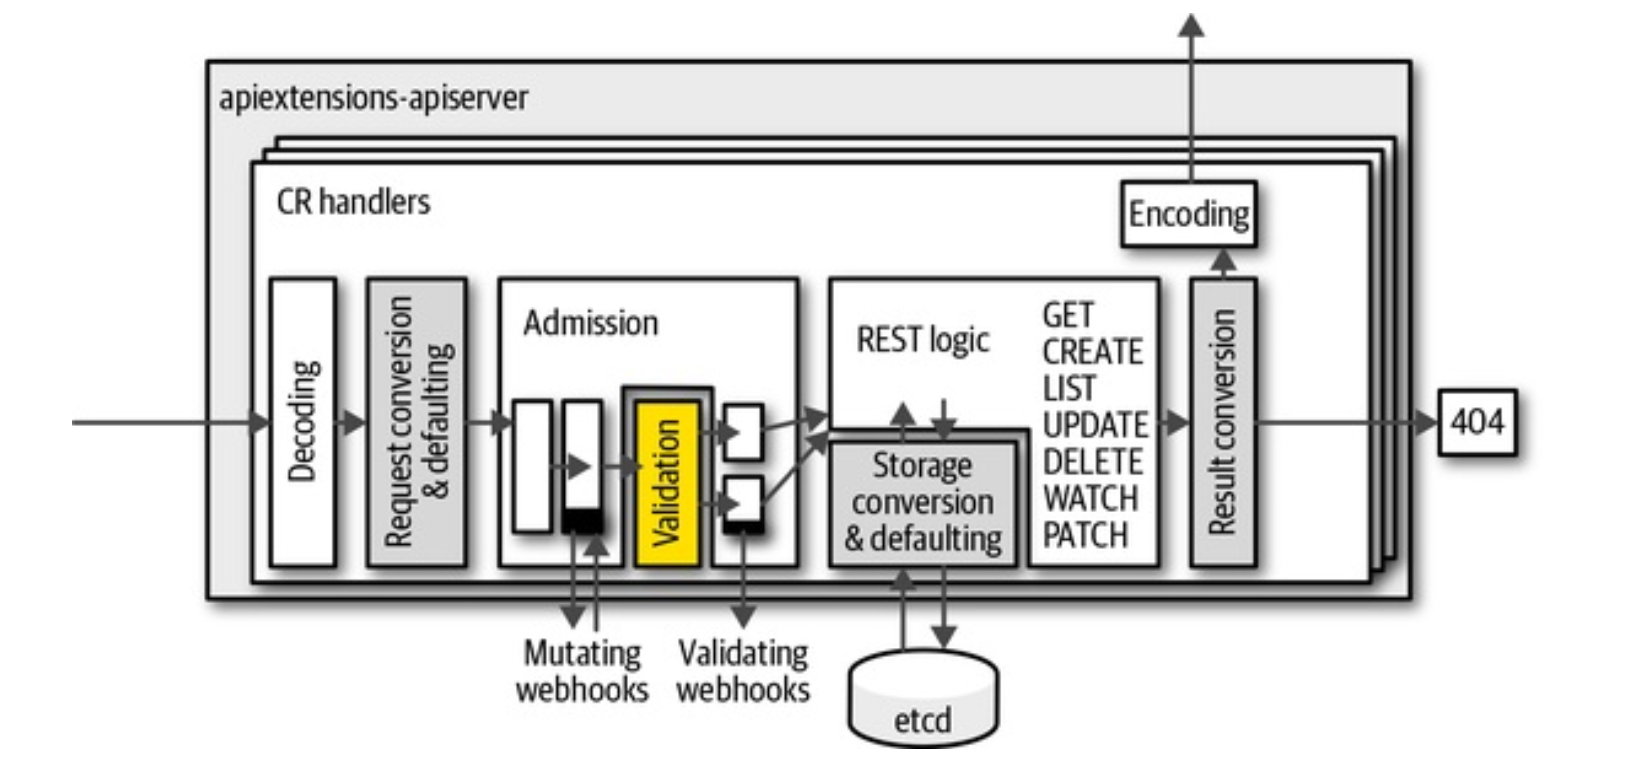 apiextensions-apiserver
CR handlers
Encoding
Decoding
Request conversion
& defaulting
Admission
Validation
REST logic
GET
CREATE
LIST
UPDATE
DELETE
WATCH
PATCH
Storage
conversion
& defaulting
Result conversion
404
Mutating
webhooks
Validating
webhooks
etcd